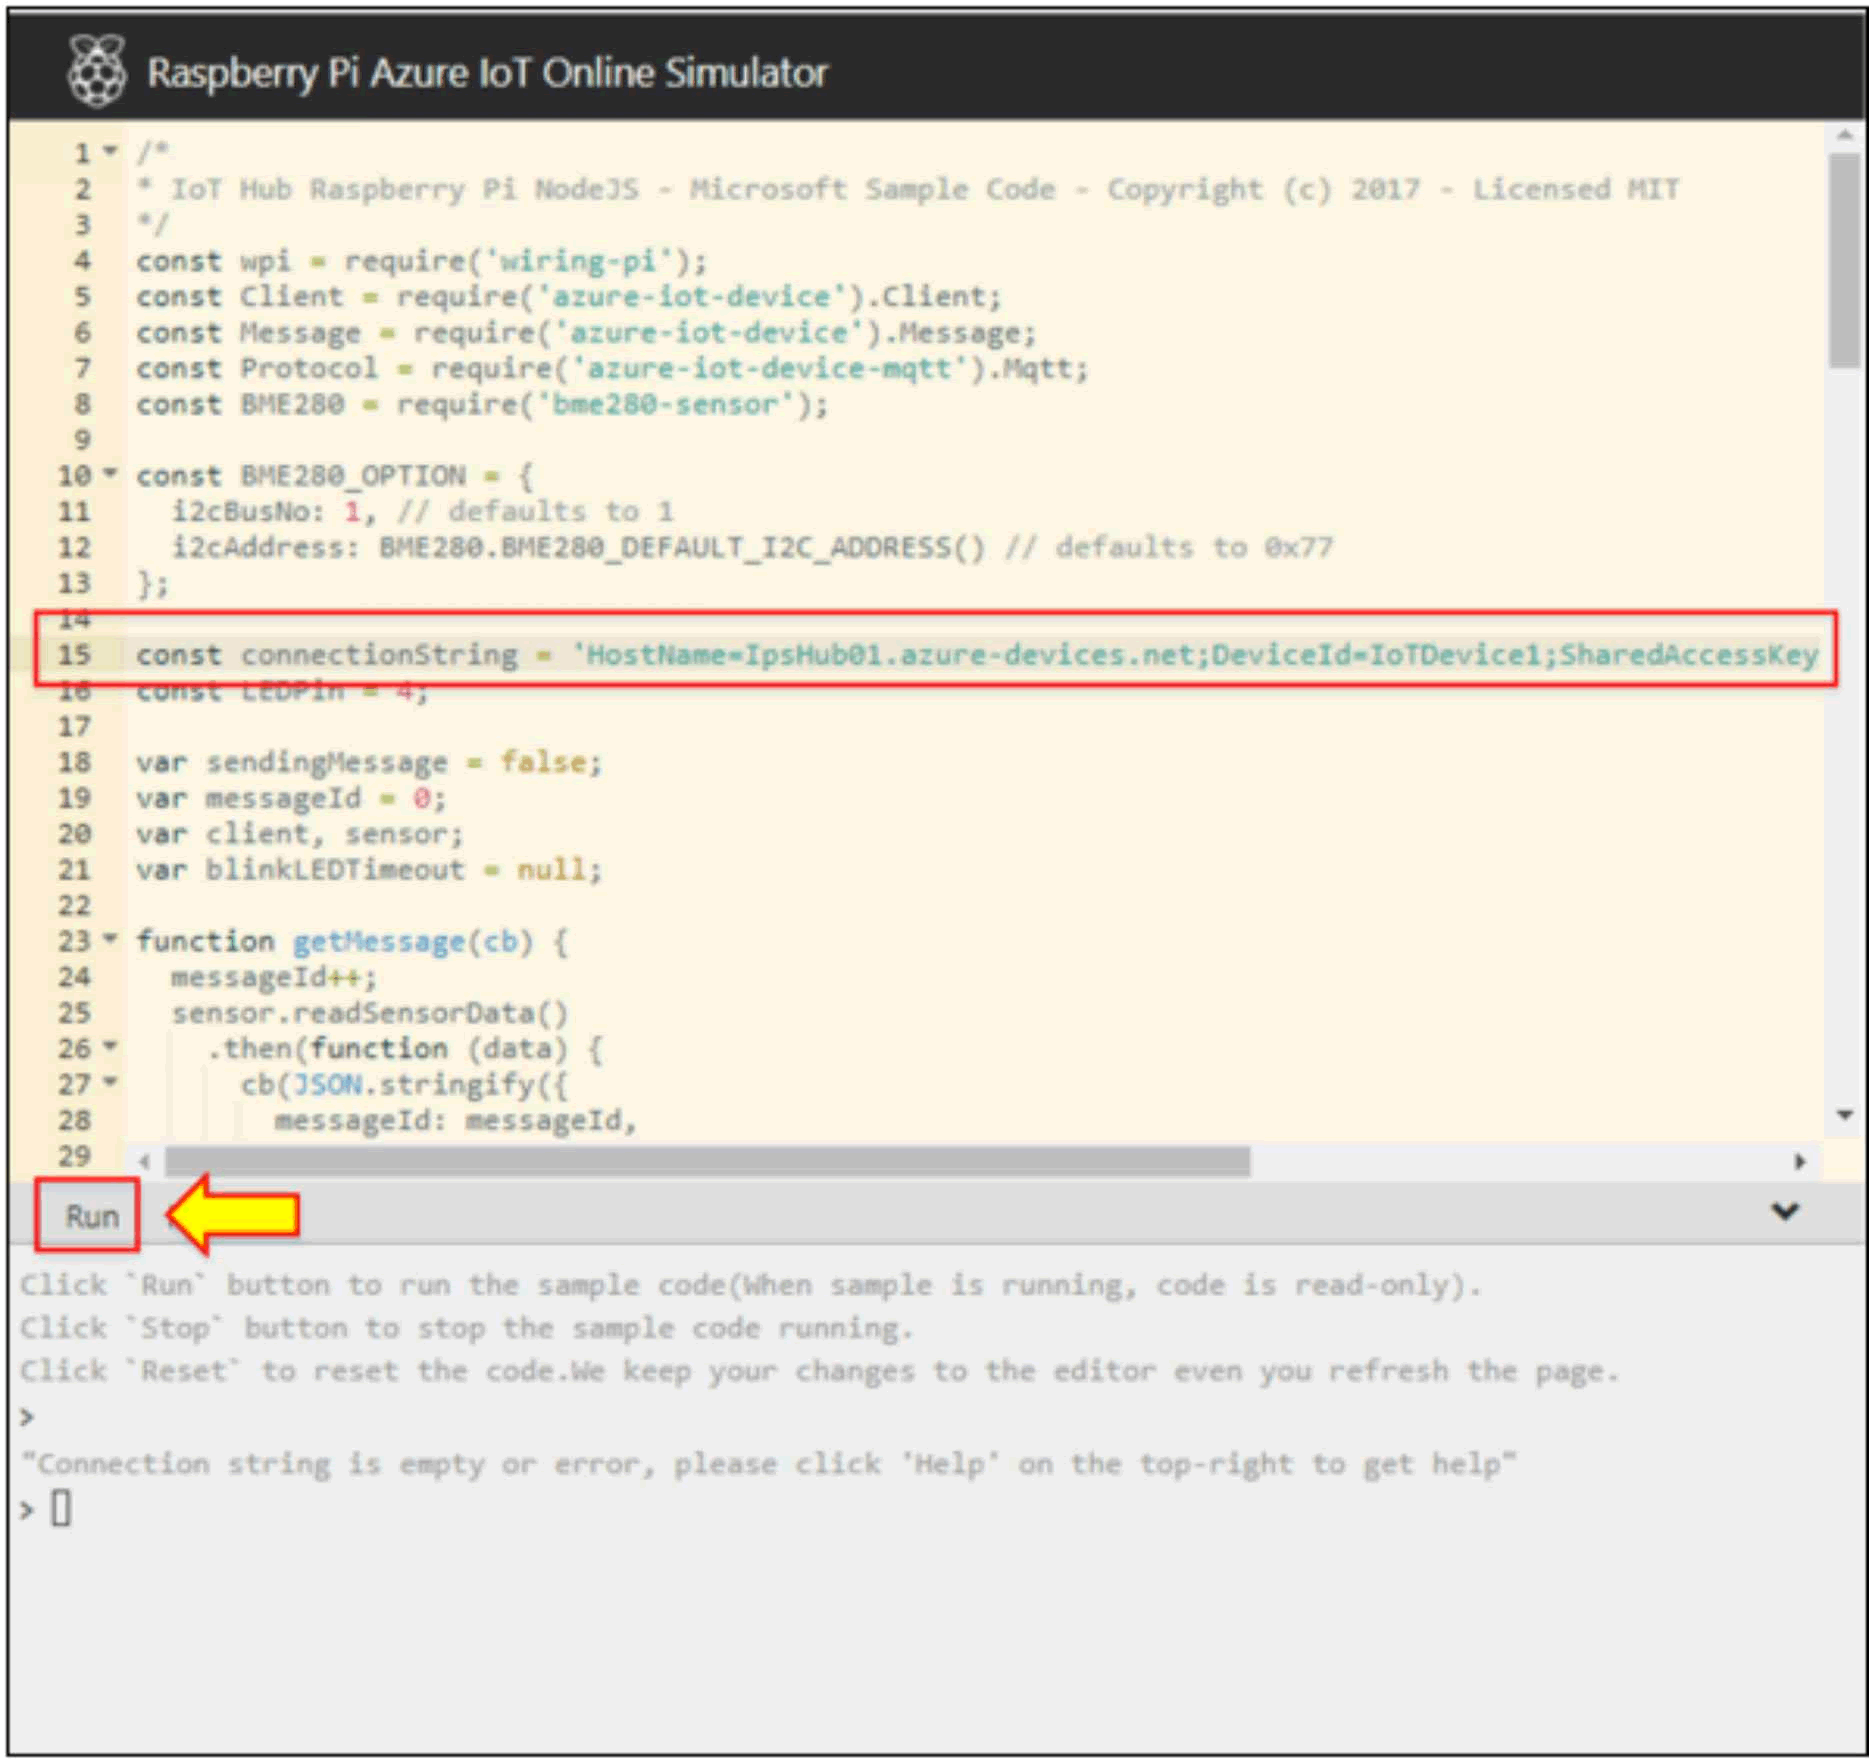 Raspberry Pi Azure IoT Online Simulator
1 /*
2 * IoT Hub Raspberry Pi NodeJS - Microsoft Sample Code - Copyright (c) 2017 - Licensed MIT
3 */
4 const wpi = require('wiring-pi');
5 const Client = require('azure-iot-device').Client;
6 const Message = require('azure-iot-device').Message;
7 const Protocol = require('azure-iot-device-mqtt').Mqtt;
8 const BME280 = require('bme280-sensor');
9
10 const BME280_OPTION = {
11 i2cBusNo: 1, // defaults to 1
12 i2cAddress: BME280.BME280_DEFAULT_I2C_ADDRESS() // defaults to 0x77
13 };
14
15 const connectionString = 'HostName=IpsHub01.azure-devices.net;DeviceId=IoTDevice1;SharedAccessKey
16 const LEDPin = 4;
17
18 var sendingMessage = false;
19 var messageId = 0;
20 var client, sensor;
21 var blinkLEDTimeout = null;
22
23 function getMessage(cb) {
24 messageId++;
25 sensor.readSensorData()
26 .then(function (data) {
27 cb(JSON.stringify({
28 messageId: messageId,
29
Run
Click `Run` button to run the sample code(When sample is running, code is read-only).
Click `Stop` button to stop the sample code running.
Click `Reset` to reset the code.We keep your changes to the editor even you refresh the page.
>
"Connection string is empty or error, please click 'Help' on the top-right to get help"
>